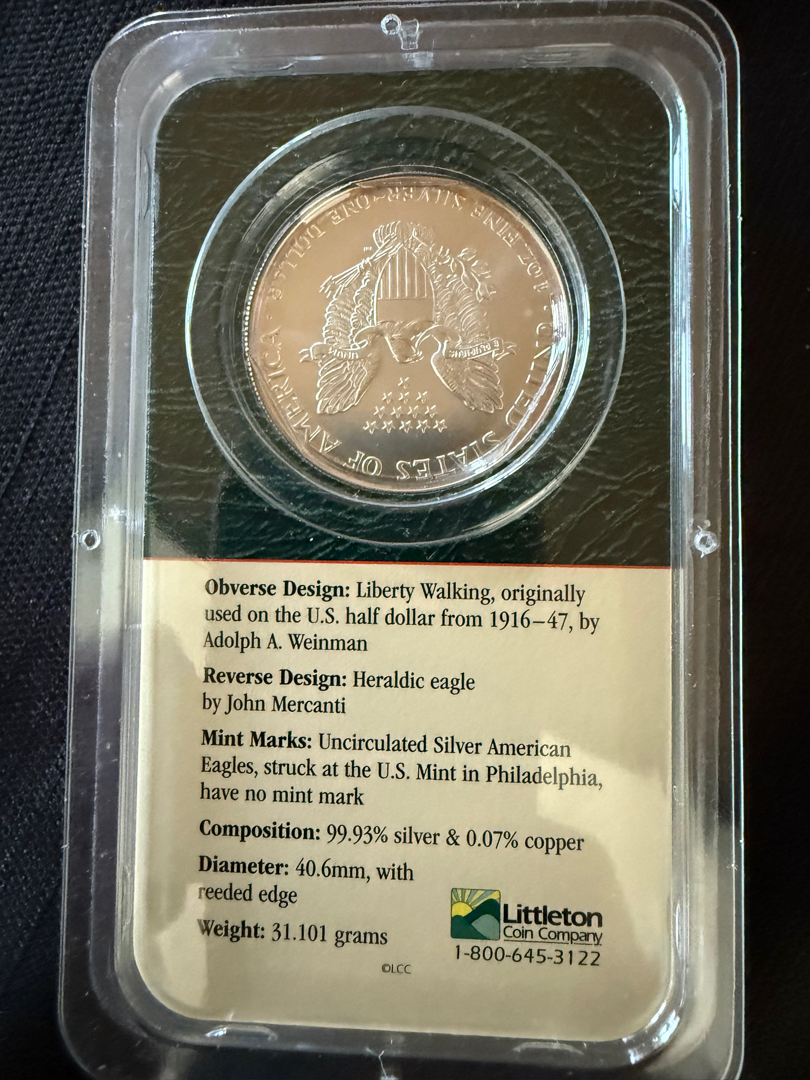 UNITED STATES OF AMERICA
1 OZ. FINE SILVER~ONE DOLLAR
E PLURIBUS
UNUM
Obverse Design: Liberty Walking, originally
used on the U.S. half dollar from 1916–47, by
Adolph A. Weinman
Reverse Design: Heraldic eagle
by John Mercanti
Mint Marks: Uncirculated Silver American
Eagles, struck at the U.S. Mint in Philadelphia,
have no mint mark
Composition: 99.93% silver & 0.07% copper
Diameter: 40.6mm, with
reeded edge
Weight: 31.101 grams
Littleton
Coin Company
1-800-645-3122
©LCC